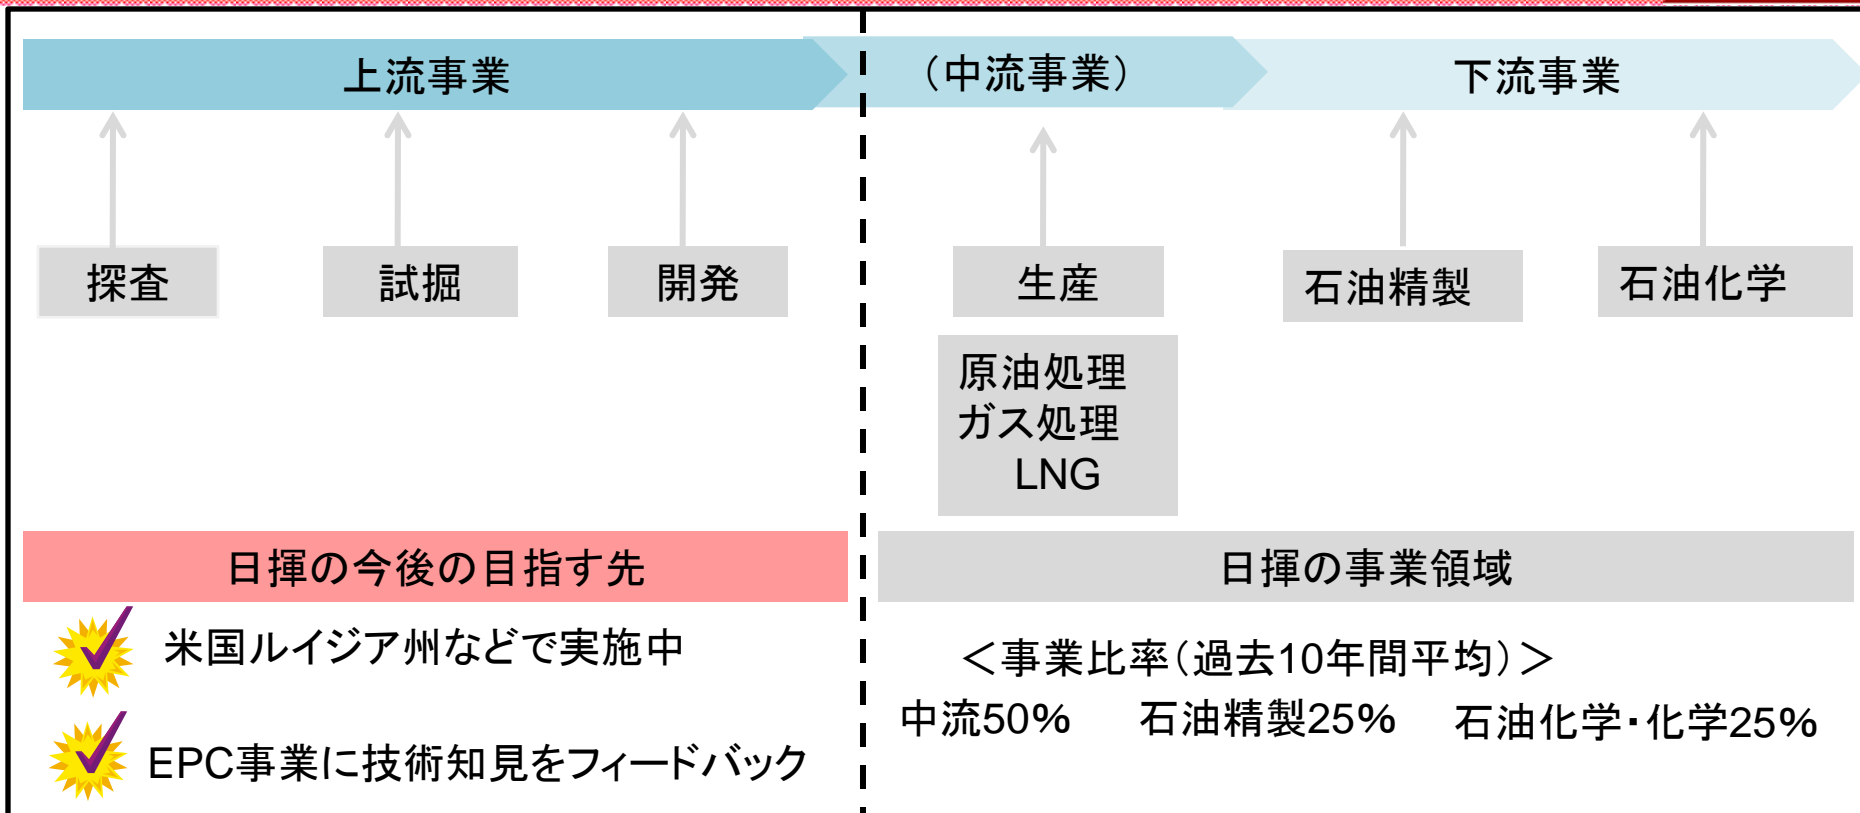 上流事業
(中流事業)
下流事業
探査
試掘
開発
生産
石油精製
石油化学
原油処理
ガス処理
LNG
日揮の今後の目指す先
日揮の事業領域
米国ルイジア州などで実施中
EPC事業に技術知見をフィードバック
＜事業比率(過去10年間平均)＞
中流50%
石油精製25%
石油化学・化学25%